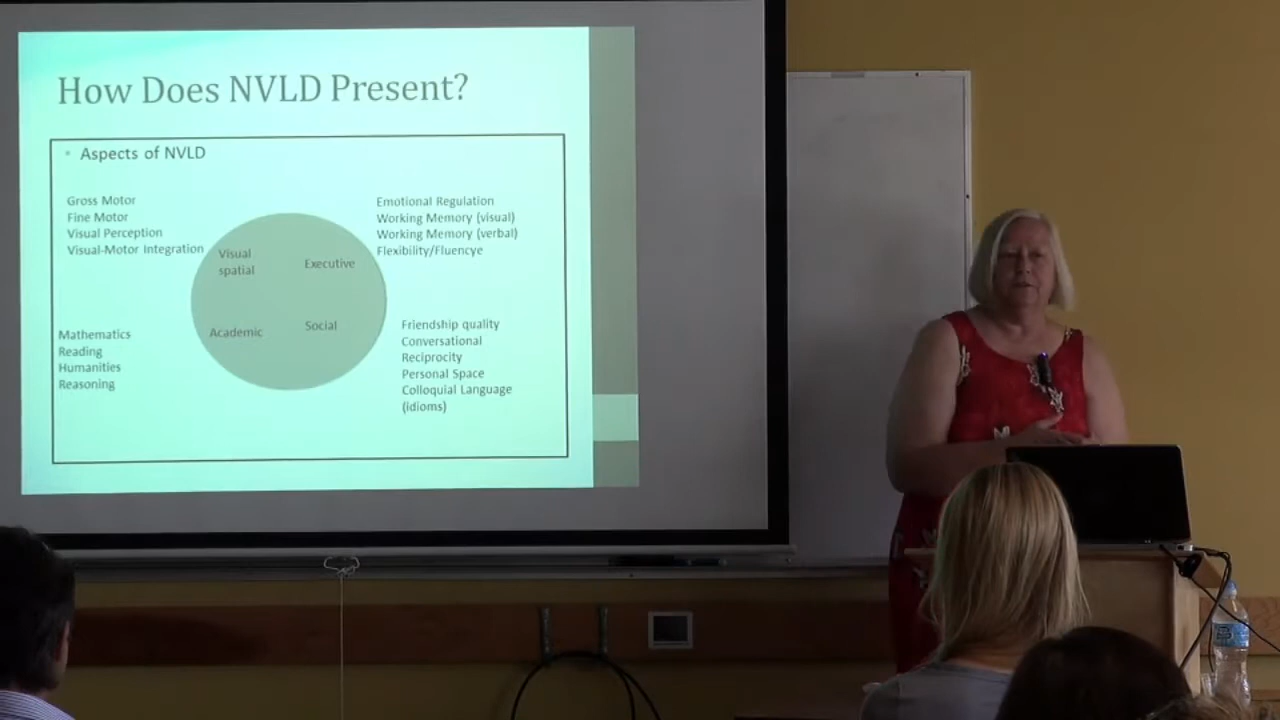 How Does NVLD Present?
Aspects of NVLD
Gross Motor
Fine Motor
Visual Perception
Visual-Motor Integration
Emotional Regulation
Working Memory (visual)
Working Memory (verbal)
Flexibility/Fluencye
Visual
spatial
Executive
Academic
Social
Mathematics
Reading
Humanities
Reasoning
Friendship quality
Conversational
Reciprocity
Personal Space
Colloquial Language
(idioms)